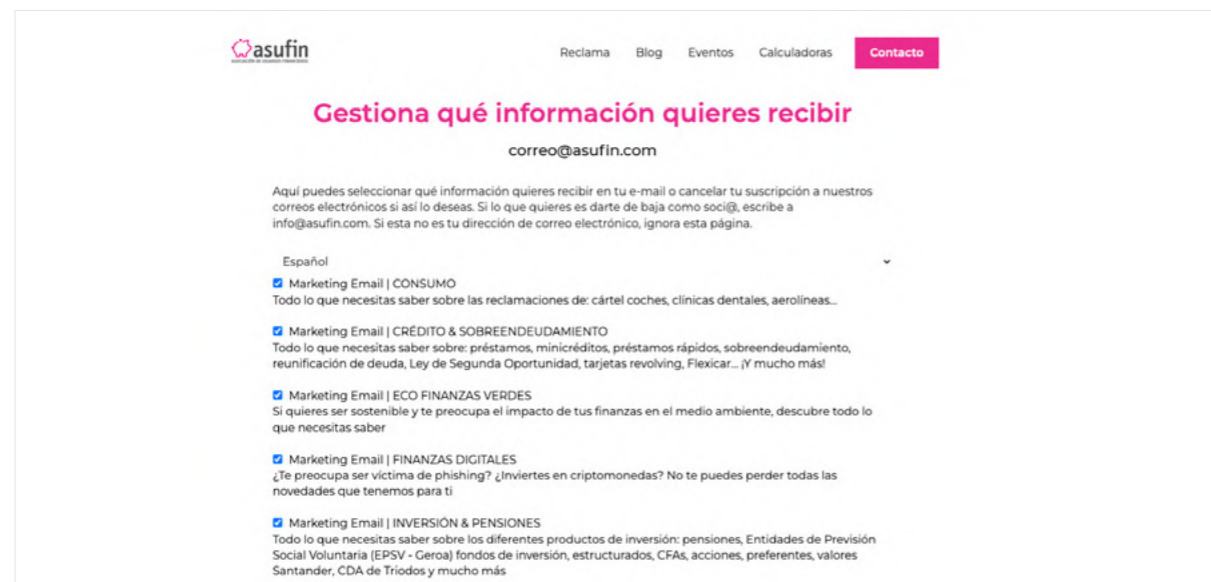 asufin
Reclama Blog Eventos Calculadoras Contacto
Gestiona qué información quieres recibir
correo@asufin.com
Aquí puedes seleccionar qué información quieres recibir en tu e-mail o cancelar tu suscripción a nuestros
correos electrónicos si así lo deseas. Si lo que quieres es darte de baja como soci@, escribe a
info@asufin.com. Si esta no es tu dirección de correo electrónico, ignora esta página.
Español
Marketing Email | CONSUMO
Todo lo que necesitas saber sobre las reclamaciones de: cártel coches, clínicas dentales, aerolíneas...
Marketing Email | CRÉDITO & SOBREENDEUDAMIENTO
Todo lo que necesitas saber sobre: préstamos, minicréditos, préstamos rápidos, sobreendeudamiento,
reunificación de deuda, Ley de Segunda Oportunidad, tarjetas revolving, Flexicar... ¡Y mucho más!
Marketing Email | ECO FINANZAS VERDES
Si quieres ser sostenible y te preocupa el impacto de tus finanzas en el medio ambiente, descubre todo lo
que necesitas saber
Marketing Email | FINANZAS DIGITALES
¿Te preocupa ser víctima de phishing? ¿Inviertes en criptomonedas? No te puedes perder todas las
novedades que tenemos para ti
Marketing Email | INVERSIÓN & PENSIONES
Todo lo que necesitas saber sobre los diferentes productos de inversión: pensiones, Entidades de Previsión
Social Voluntaria (EPSV - Geroa) fondos de inversión, estructurados, CFAs, acciones, preferentes, valores
Santander, CDA de Triodos y mucho más